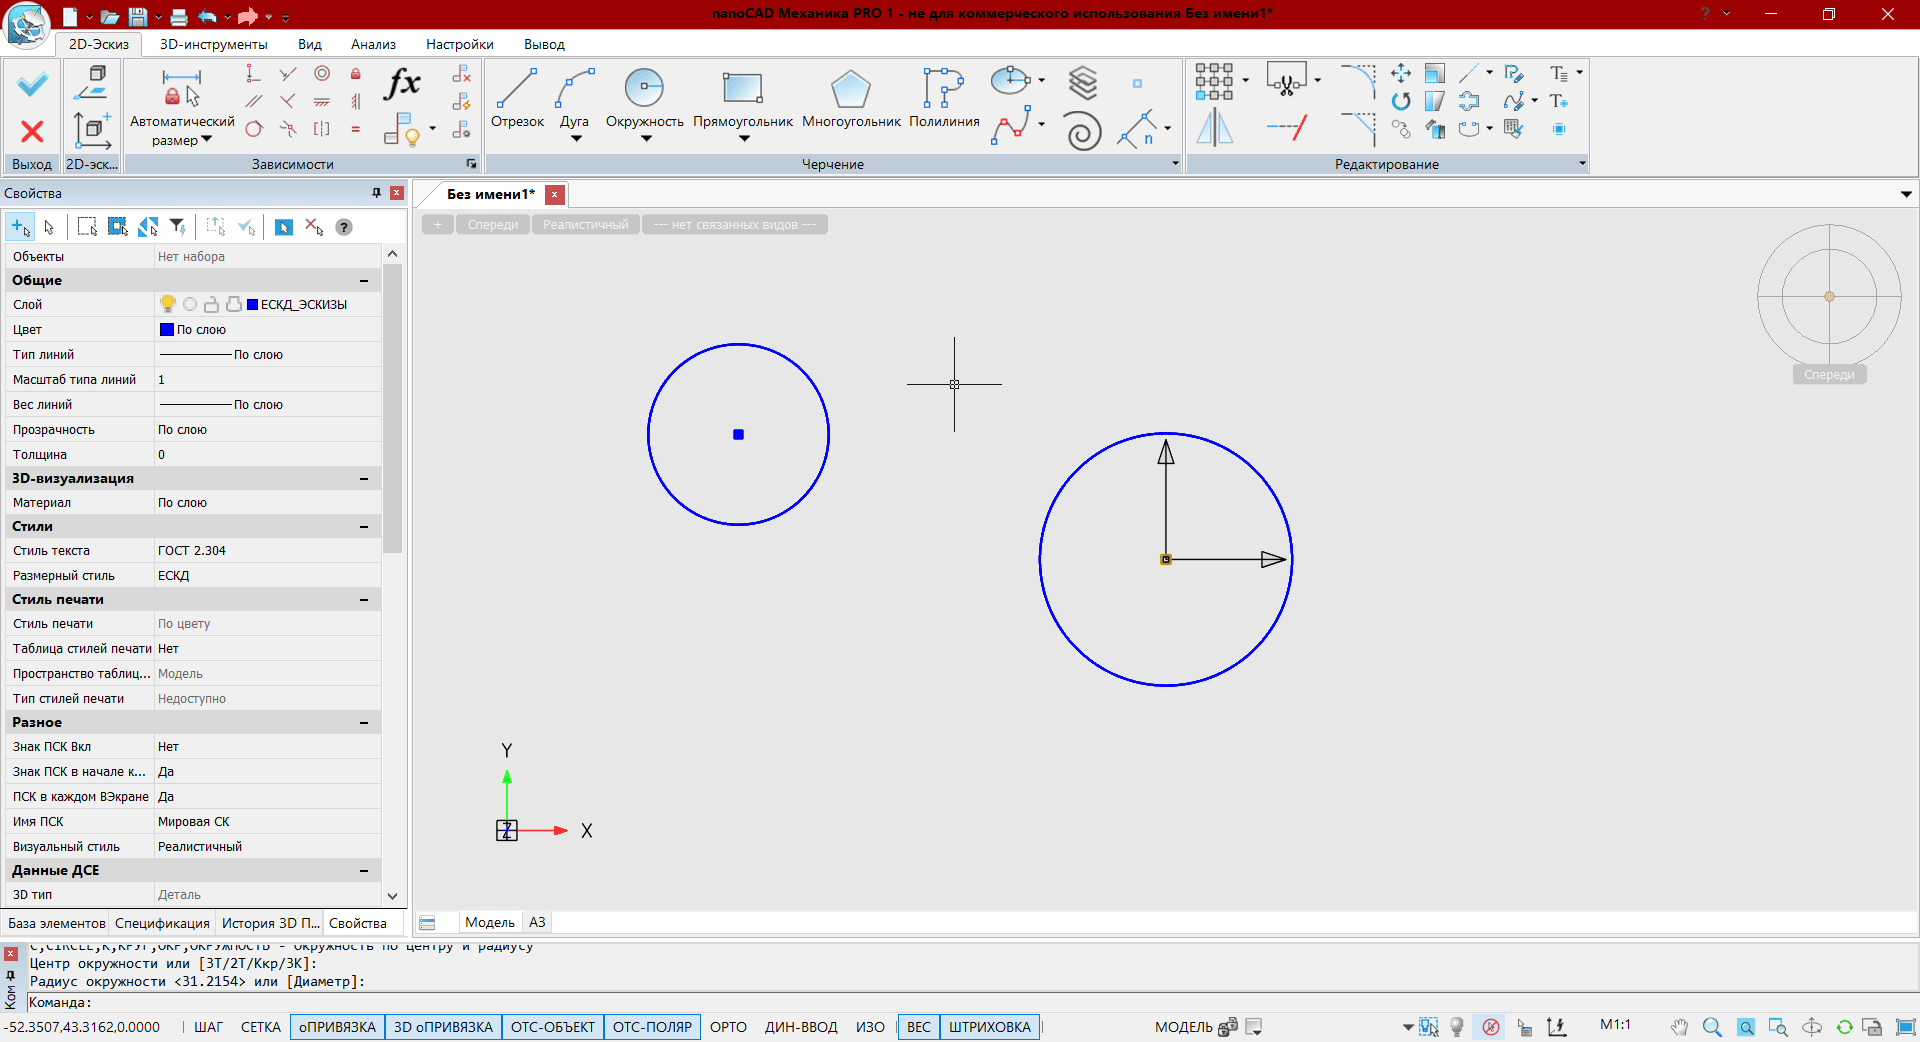 nanoCAD Механика PRO 1 - не для коммерческого использования Без имени1*
2D-Эскиз
3D-инструменты
Вид
Анализ
Настройки
Вывод
Автоматический размер
fx
Отрезок
Дуга
Окружность
Прямоугольник
Многоугольник
Полилиния
Выход
2D-эск...
Зависимости
Черчение
Редактирование
Свойства
Без имени1*
+
Спереди
Реалистичный
--- нет связанных видов ---
Объекты Нет набора
Общие
Слой ЕСКД_ЭСКИЗЫ
Цвет По слою
Тип линий По слою
Масштаб типа линий 1
Вес линий По слою
Прозрачность По слою
Толщина 0
3D-визуализация
Материал По слою
Стили
Стиль текста ГОСТ 2.304
Размерный стиль ЕСКД
Стиль печати
Стиль печати По цвету
Таблица стилей печати Нет
Пространство таблиц... Модель
Тип стилей печати Недоступно
Разное
Знак ПСК Вкл Нет
Знак ПСК в начале к... Да
ПСК в каждом ВЭкране Да
Имя ПСК Мировая СК
Визуальный стиль Реалистичный
Данные ДСЕ
3D тип Деталь
Спереди
Y
Z
X
База элементов
Спецификация
История 3D П...
Свойства
Модель
А3
C,CIRCLE,К,КРУГ,ОКР,ОКРУЖНОСТЬ - Окружность по центру и радиусу
Центр окружности или [3Т/2Т/Ккр/3К]:
Радиус окружности <31.2154> или [Диаметр]:
Ком
Команда:
-52.3507,43.3162,0.0000
ШАГ
СЕТКА
оПРИВЯЗКА
3D оПРИВЯЗКА
ОТС-ОБЪЕКТ
ОТС-ПОЛЯР
ОРТО
ДИН-ВВОД
ИЗО
ВЕС
ШТРИХОВКА
МОДЕЛЬ
М1:1